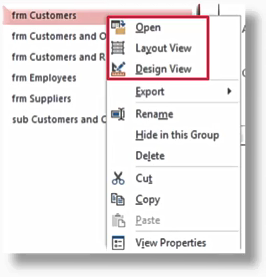 frm Customers
frm Customers and O
frm Customers and R
frm Employees
frm Suppliers
sub Customers and C
Open
Layout View
Design View
Export
Rename
Hide in this Group
Delete
Cut
Copy
Paste
View Properties